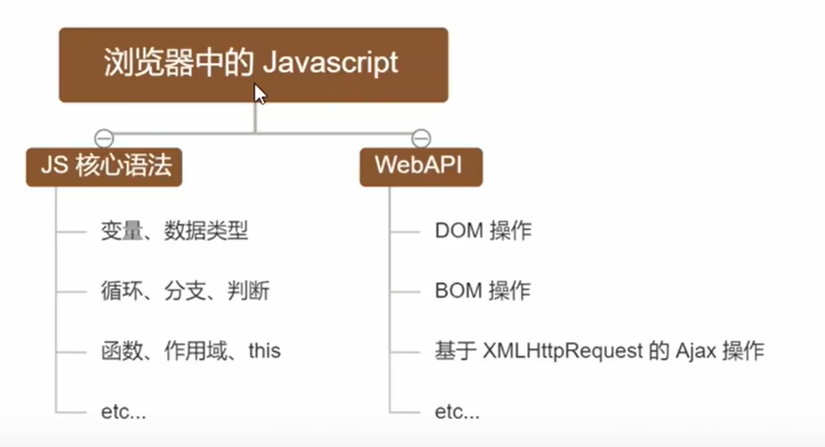 浏览器中的 Javascript
JS 核心语法
变量、数据类型
循环、分支、判断
函数、作用域、this
etc...
WebAPI
DOM 操作
BOM 操作
基于 XMLHttpRequest 的 Ajax 操作
etc...